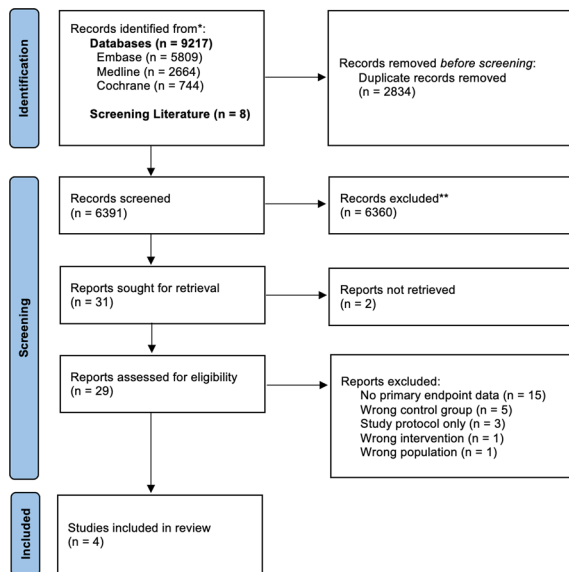 Identification
Records identified from*:
Databases (n = 9217)
Embase (n = 5809)
Medline (n = 2664)
Cochrane (n = 744)
Screening Literature (n = 8)
Records removed before screening:
Duplicate records removed
(n = 2834)
Screening
Records screened
(n = 6391)
Records excluded**
(n = 6360)
Reports sought for retrieval
(n = 31)
Reports not retrieved
(n = 2)
Reports assessed for eligibility
(n = 29)
Reports excluded:
No primary endpoint data (n = 15)
Wrong control group (n = 5)
Study protocol only (n = 3)
Wrong intervention (n = 1)
Wrong population (n = 1)
Included
Studies included in review
(n = 4)